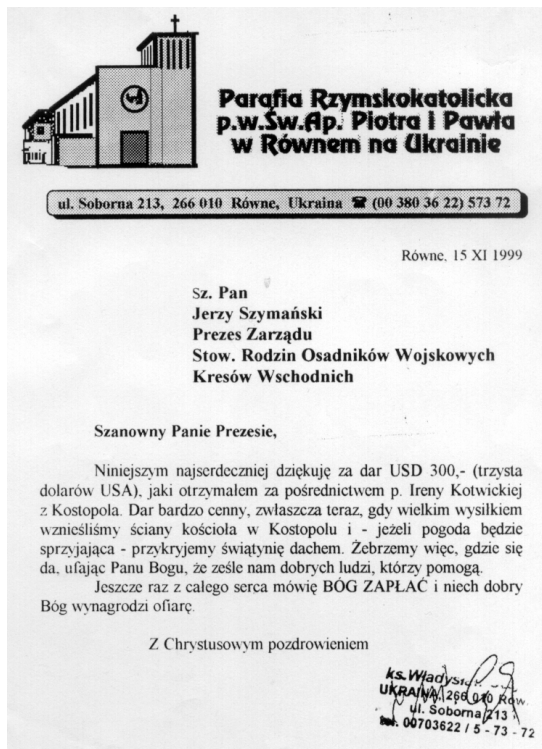 Parafia Rzymskokatolicka
p.w.Św.Ap. Piotra i Pawła
w Równem na Ukrainie
ul. Soborna 213, 266 010 Równe, Ukraina ☎ (00 380 36 22) 573 72
Równe, 15 XI 1999
Sz. Pan
Jerzy Szymański
Prezes Zarządu
Stow. Rodzin Osadników Wojskowych
Kresów Wschodnich
Szanowny Panie Prezesie,
Niniejszym najserdeczniej dziękuję za dar USD 300,- (trzysta
dolarów USA), jaki otrzymałem za pośrednictwem p. Ireny Kotwickiej
z Kostopola. Dar bardzo cenny, zwłaszcza teraz, gdy wielkim wysiłkiem
wznieśliśmy ściany kościoła w Kostopolu i - jeżeli pogoda będzie
sprzyjająca - przykryjemy świątynię dachem. Żebrzemy więc, gdzie się
da, ufając Panu Bogu, że ześle nam dobrych ludzi, którzy pomogą.
Jeszcze raz z całego serca mówię BÓG ZAPŁAĆ i niech dobry
Bóg wynagrodzi ofiarę.
Z Chrystusowym pozdrowieniem
ks. Władys
UKRAINA, 266 010 Rów.
ul. Soborna 213
tel. 00703622 / 5 - 73 - 72